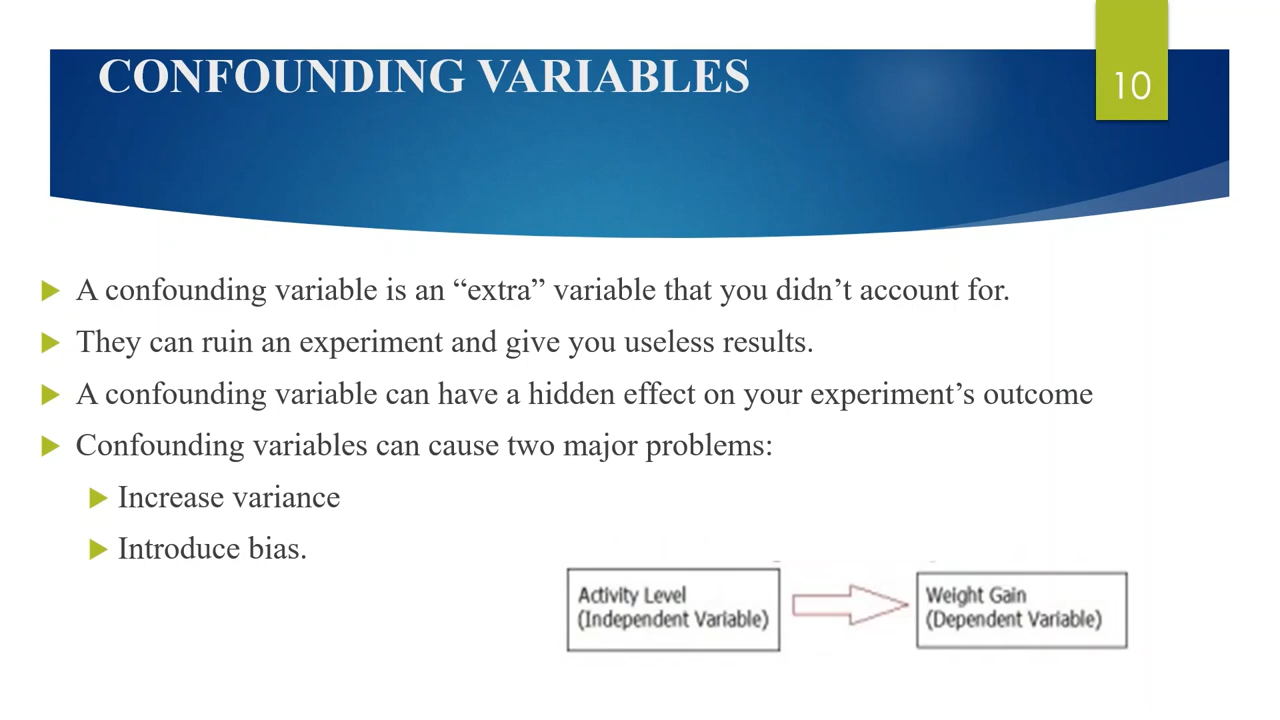 CONFOUNDING VARIABLES
10
A confounding variable is an “extra” variable that you didn’t account for.
They can ruin an experiment and give you useless results.
A confounding variable can have a hidden effect on your experiment’s outcome
Confounding variables can cause two major problems:
Increase variance
Introduce bias.
Activity Level
(Independent Variable)
Weight Gain
(Dependent Variable)